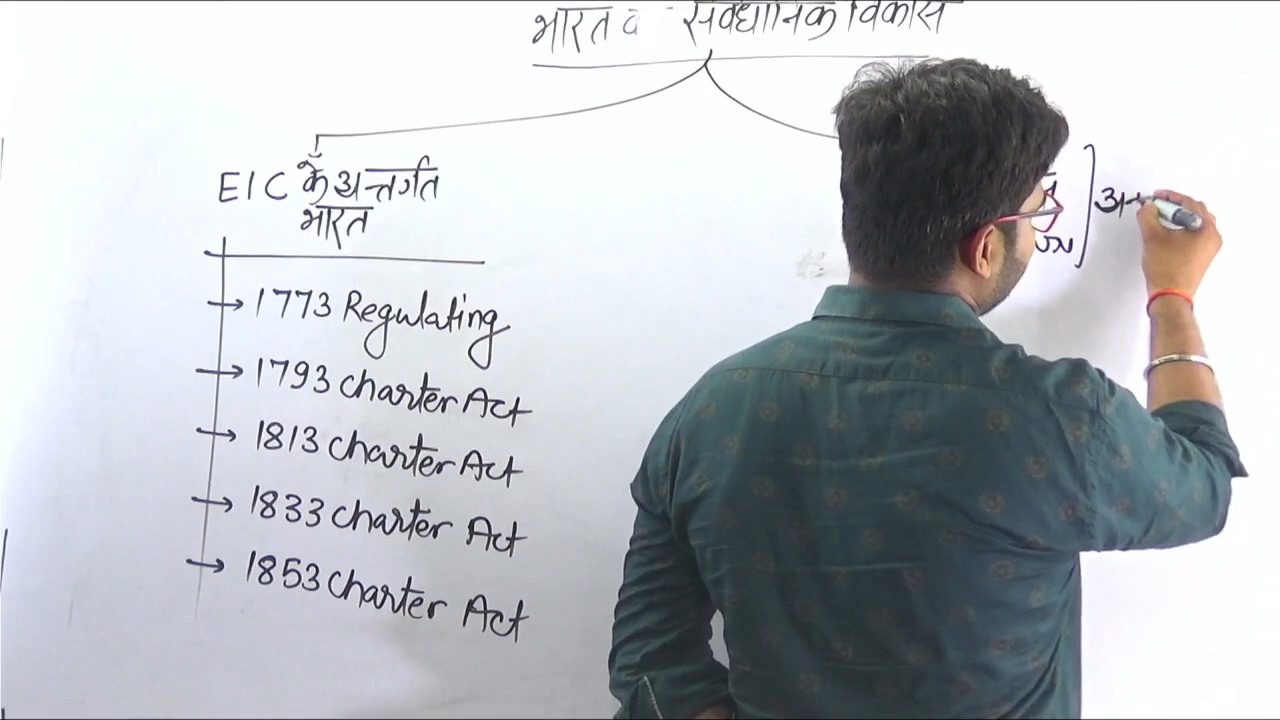 भारत संवैधानिक विकास
EIC के अन्तर्गत
भारत
1773 Regulating
1793 Charter Act
1813 Charter Act
1833 Charter Act
1853 Charter Act